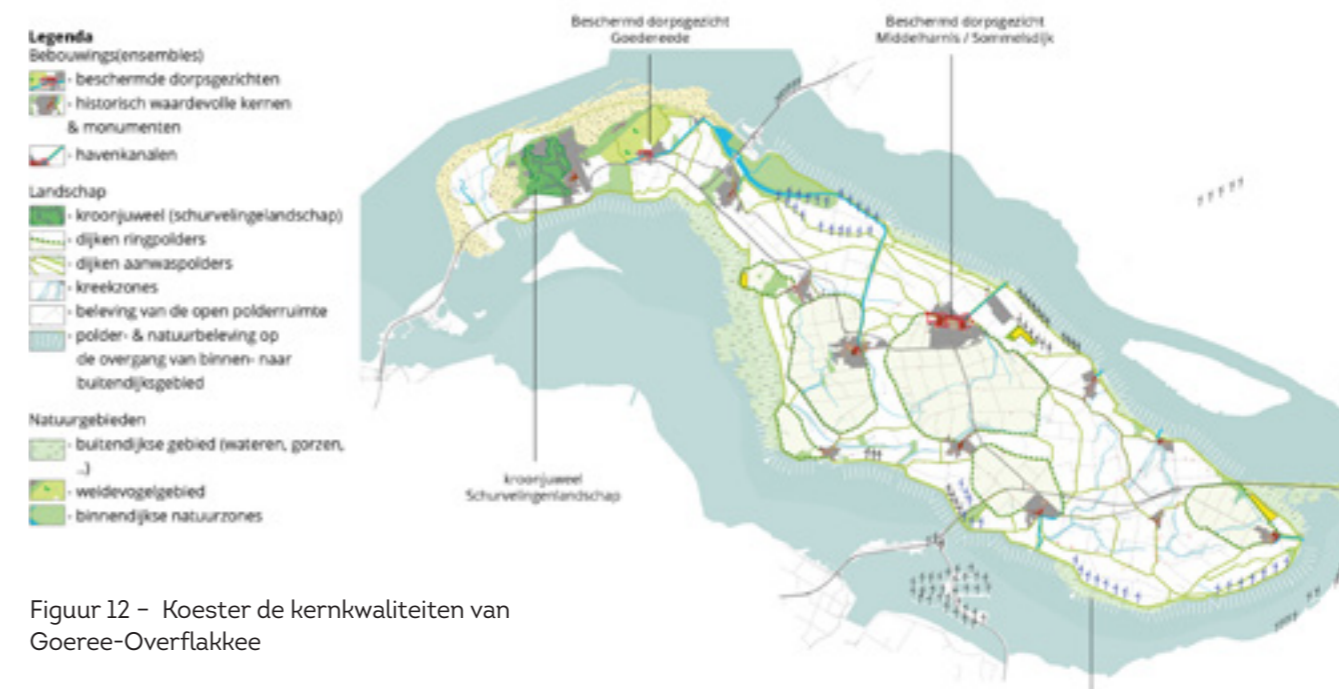 Legenda
Bebouwings(ensembles)
- beschermde dorpsgezichten
- historisch waardevolle kernen
& monumenten
- havenkanalen
Landschap
- kroonjuweel (schurvelingelandschap)
- dijken ringpolders
- dijken aanwaspolders
- kreekzones
- beleving van de open polderruimte
- polder- & natuurbeleving op
de overgang van binnen- naar
buitendijksgebied
Natuurgebieden
- buitendijkse gebied (wateren, gorzen,
..)
- weidevogelgebied
- binnendijkse natuurzones
Beschermd dorpsgezicht
Goedereede
Beschermd dorpsgezicht
Middelharnis / Sommelsdijk
kroonjuweel
Schurvelingenlandschap
Figuur 12 – Koester de kernkwaliteiten van
Goeree-Overflakkee